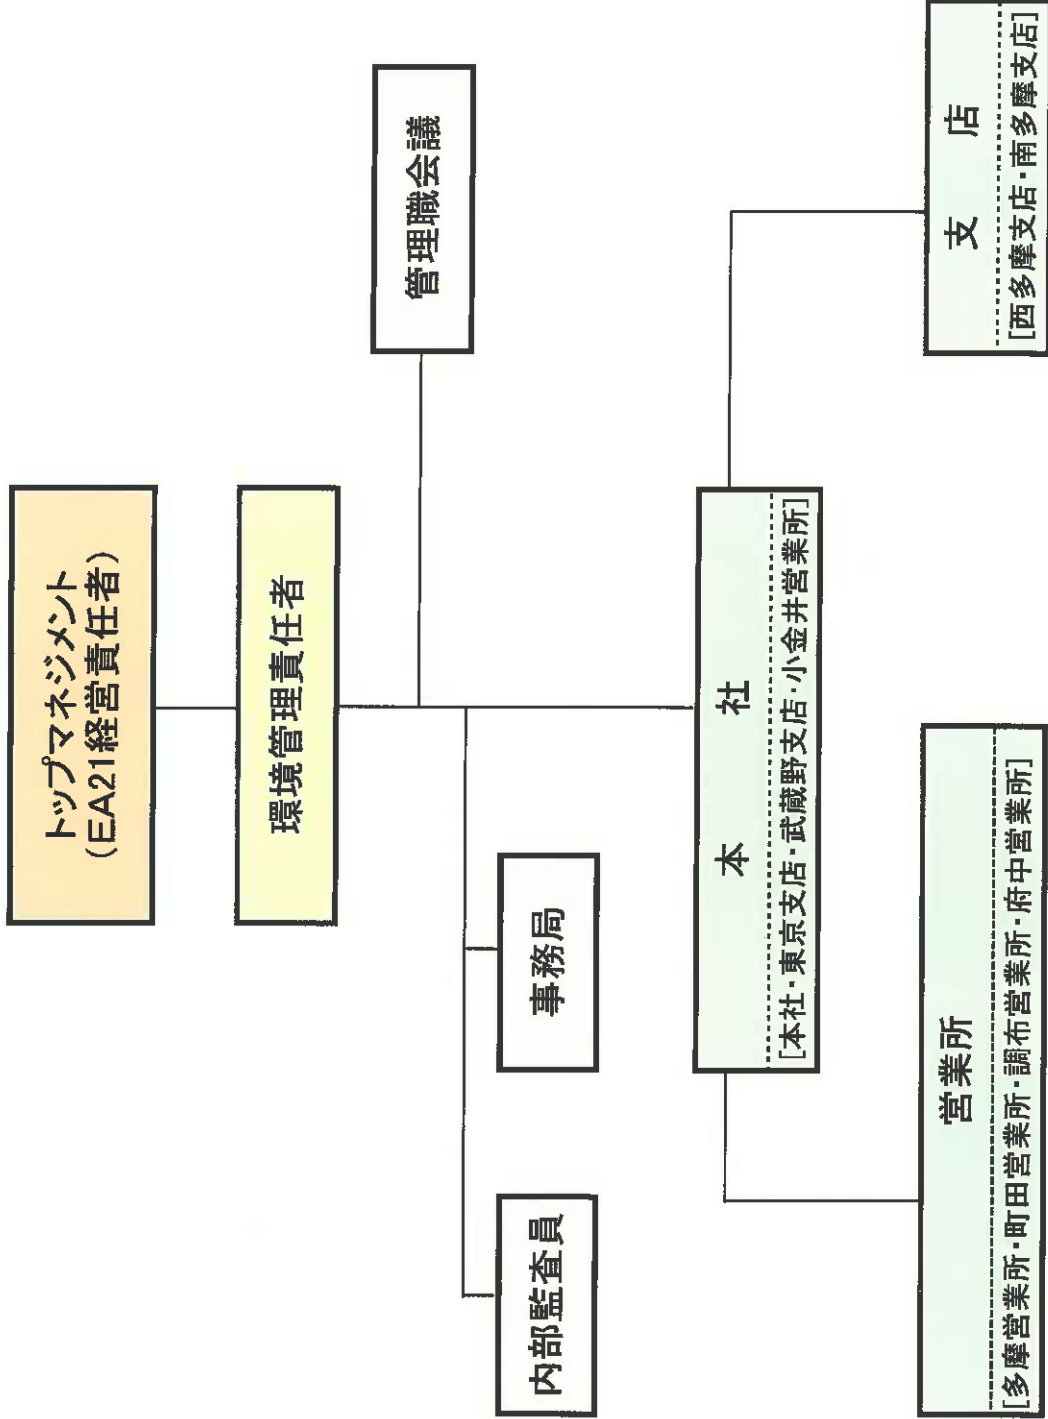 トップマネジメント
(EA21経営責任者)
環境管理責任者
管理職会議
内部監査員
事務局
本　社
[本社・東京支店・武蔵野支店・小金井営業所]
営業所
[多摩営業所・町田営業所・調布営業所・府中営業所]
支　店
[西多摩支店・南多摩支店]